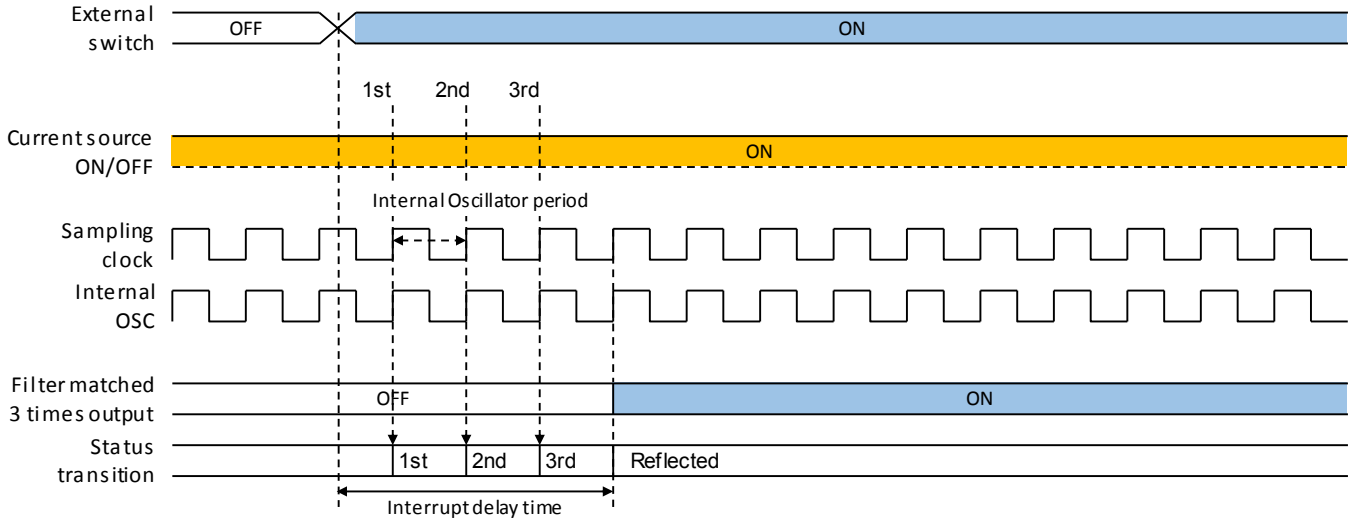 External
switch
OFF
ON
1st
2nd
3rd
Current source
ON/OFF
ON
Internal Oscillator period
Sampling
clock
Internal
OSC
Filter matched
3 times output
OFF
ON
Status
transition
1st
2nd
3rd
Reflected
Interrupt delay time